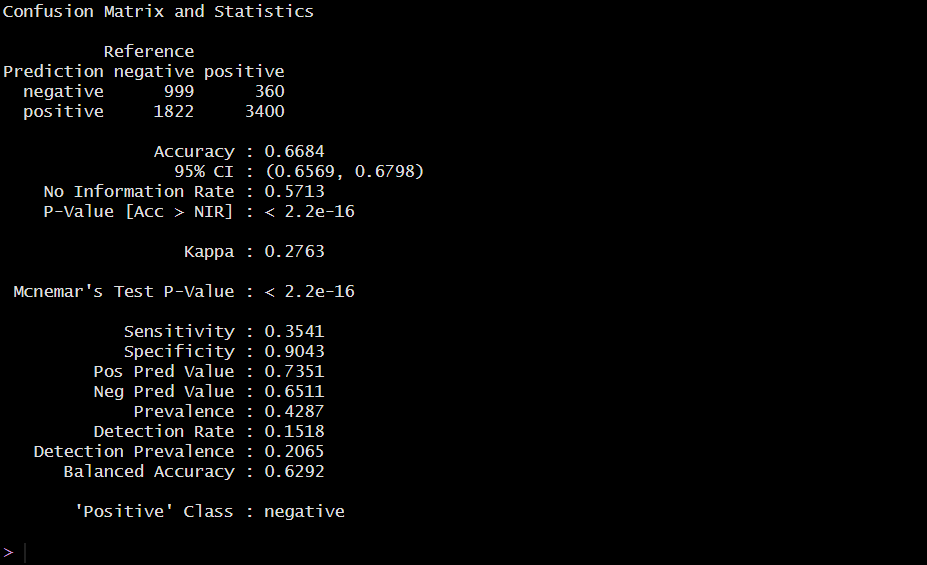 Confusion Matrix and Statistics
Reference
Prediction negative positive
negative 999 360
positive 1822 3400
Accuracy : 0.6684
95% CI : (0.6569, 0.6798)
No Information Rate : 0.5713
P-Value [Acc > NIR] : < 2.2e-16
Kappa : 0.2763
Mcnemar's Test P-Value : < 2.2e-16
Sensitivity : 0.3541
Specificity : 0.9043
Pos Pred Value : 0.7351
Neg Pred Value : 0.6511
Prevalence : 0.4287
Detection Rate : 0.1518
Detection Prevalence : 0.2065
Balanced Accuracy : 0.6292
'Positive' Class : negative
>